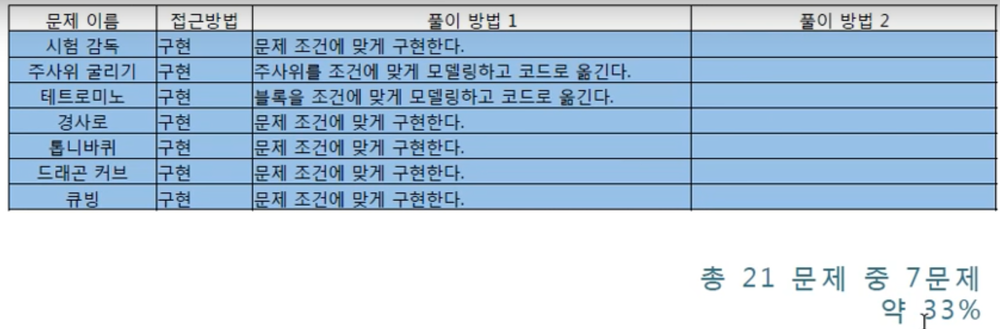 문제 이름 접근방법 풀이 방법 1 풀이 방법 2
시험 감독 구현 문제 조건에 맞게 구현한다.
주사위 굴리기 구현 주사위를 조건에 맞게 모델링하고 코드로 옮긴다.
테트로미노 구현 블록을 조건에 맞게 모델링하고 코드로 옮긴다.
경사로 구현 문제 조건에 맞게 구현한다.
톱니바퀴 구현 문제 조건에 맞게 구현한다.
드래곤 커브 구현 문제 조건에 맞게 구현한다.
큐빙 구현 문제 조건에 맞게 구현한다.
총 21 문제 중 7문제
약 33%